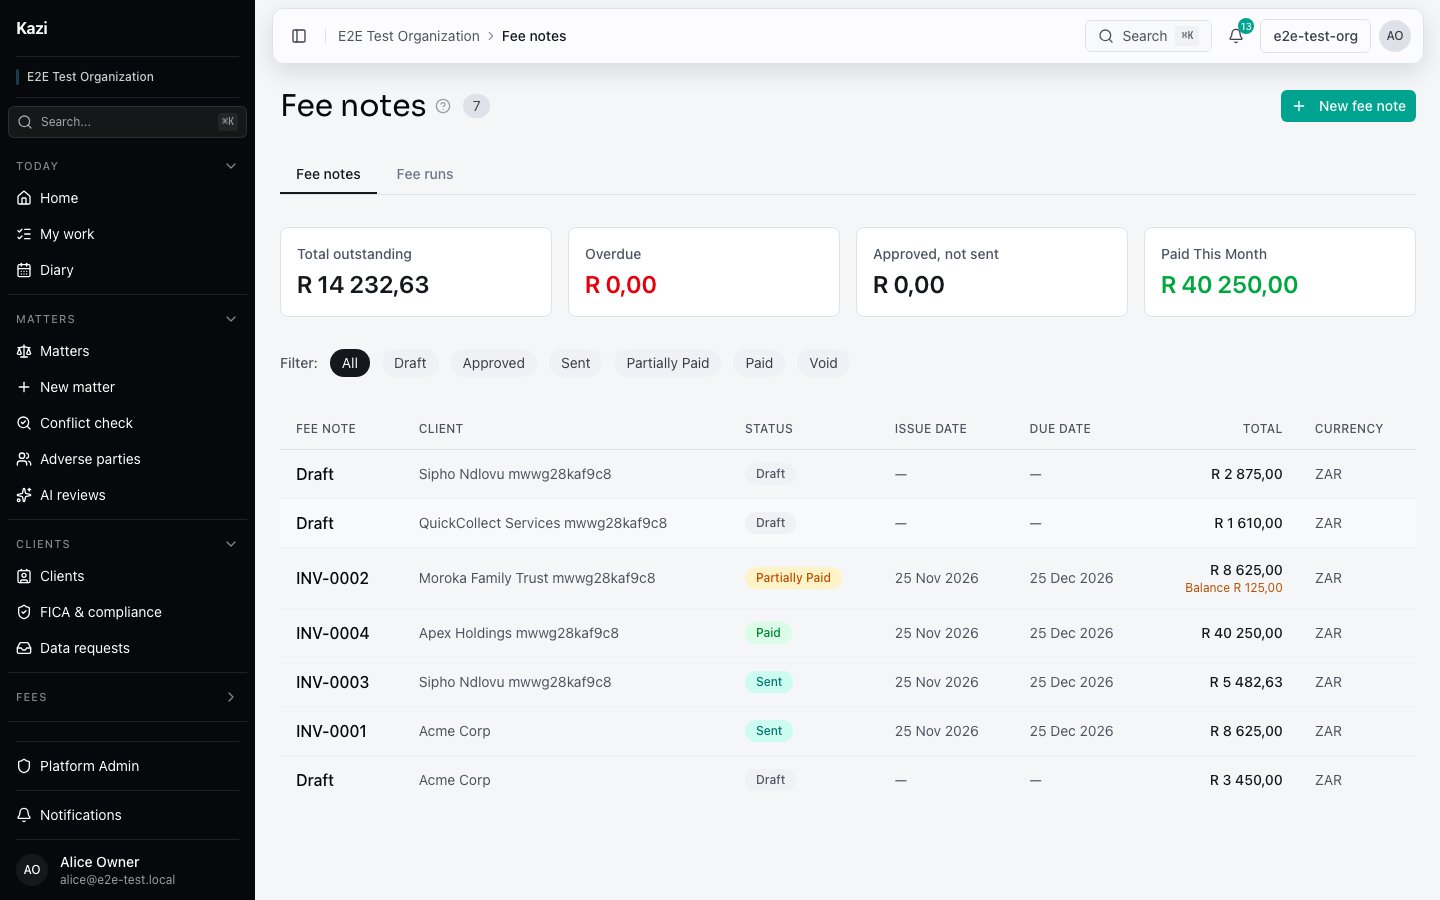 Kazi
E2E Test Organization
Search...
⌘K
TODAY
Home
My work
Diary
MATTERS
Matters
New matter
Conflict check
Adverse parties
AI reviews
CLIENTS
Clients
FICA & compliance
Data requests
FEES
Platform Admin
Notifications
AO
Alice Owner
alice@e2e-test.local
E2E Test Organization > Fee notes
Search ⌘K
13
e2e-test-org
AO
Fee notes ? 7
+ New fee note
Fee notes Fee runs
Total outstanding
R 14 232,63
Overdue
R 0,00
Approved, not sent
R 0,00
Paid This Month
R 40 250,00
Filter: All Draft Approved Sent Partially Paid Paid Void
FEE NOTE CLIENT STATUS ISSUE DATE DUE DATE TOTAL CURRENCY
Draft Sipho Ndlovu mwwg28kaf9c8 Draft — — R 2 875,00 ZAR
Draft QuickCollect Services mwwg28kaf9c8 Draft — — R 1 610,00 ZAR
INV-0002 Moroka Family Trust mwwg28kaf9c8 Partially Paid 25 Nov 2026 25 Dec 2026 R 8 625,00 ZAR
Balance R 125,00
INV-0004 Apex Holdings mwwg28kaf9c8 Paid 25 Nov 2026 25 Dec 2026 R 40 250,00 ZAR
INV-0003 Sipho Ndlovu mwwg28kaf9c8 Sent 25 Nov 2026 25 Dec 2026 R 5 482,63 ZAR
INV-0001 Acme Corp Sent 25 Nov 2026 25 Dec 2026 R 8 625,00 ZAR
Draft Acme Corp Draft — — R 3 450,00 ZAR